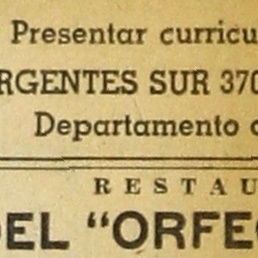 Presentar curricu
RGENTES SUR 370
Departamento
RESTAU
DEL "ORFE